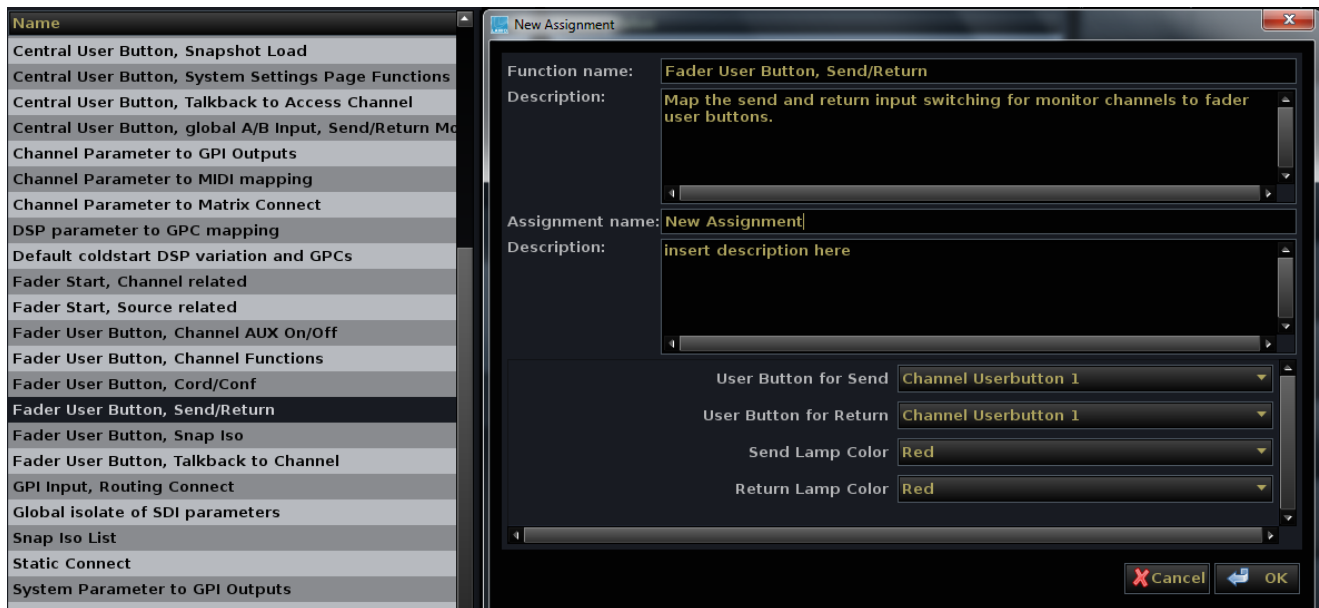 Name
Central User Button, Snapshot Load
Central User Button, System Settings Page Functions
Central User Button, Talkback to Access Channel
Central User Button, global A/B Input, Send/Return Mo
Channel Parameter to GPI Outputs
Channel Parameter to MIDI mapping
Channel Parameter to Matrix Connect
DSP parameter to GPC mapping
Default coldstart DSP variation and GPCs
Fader Start, Channel related
Fader Start, Source related
Fader User Button, Channel AUX On/Off
Fader User Button, Channel Functions
Fader User Button, Cord/Conf
Fader User Button, Send/Return
Fader User Button, Snap Iso
Fader User Button, Talkback to Channel
GPI Input, Routing Connect
Global isolate of SDI parameters
Snap Iso List
Static Connect
System Parameter to GPI Outputs
New Assignment
Function name: Fader User Button, Send/Return
Description: Map the send and return input switching for monitor channels to fader
user buttons.
Assignment name: New Assignment
Description: insert description here
User Button for Send Channel Userbutton 1
User Button for Return Channel Userbutton 1
Send Lamp Color Red
Return Lamp Color Red
Cancel OK